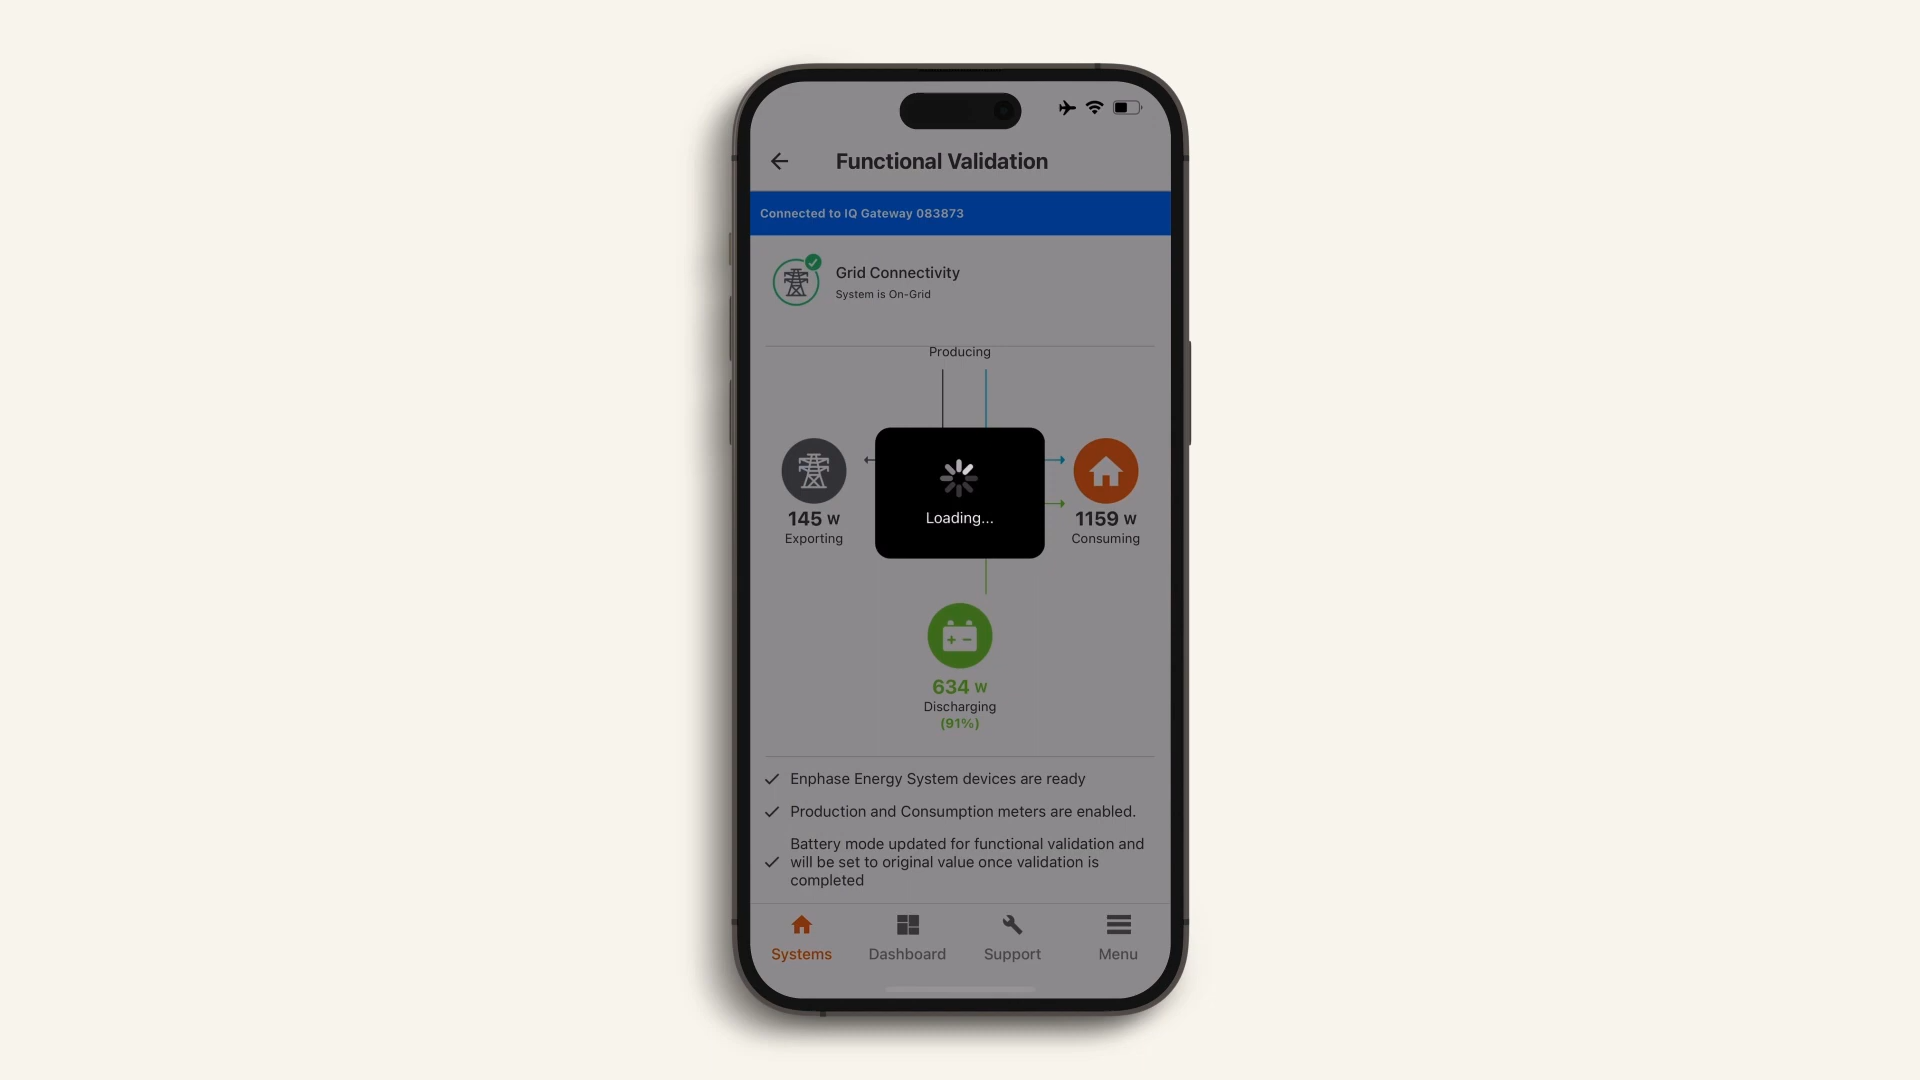 Functional Validation
Connected to IQ Gateway 083873
Grid Connectivity
System is On-Grid
Producing
145 W
Exporting
Loading...
1159 W
Consuming
634 W
Discharging
(91%)
Enphase Energy System devices are ready
Production and Consumption meters are enabled.
Battery mode updated for functional validation and
will be set to original value once validation is
completed
Systems
Dashboard
Support
Menu